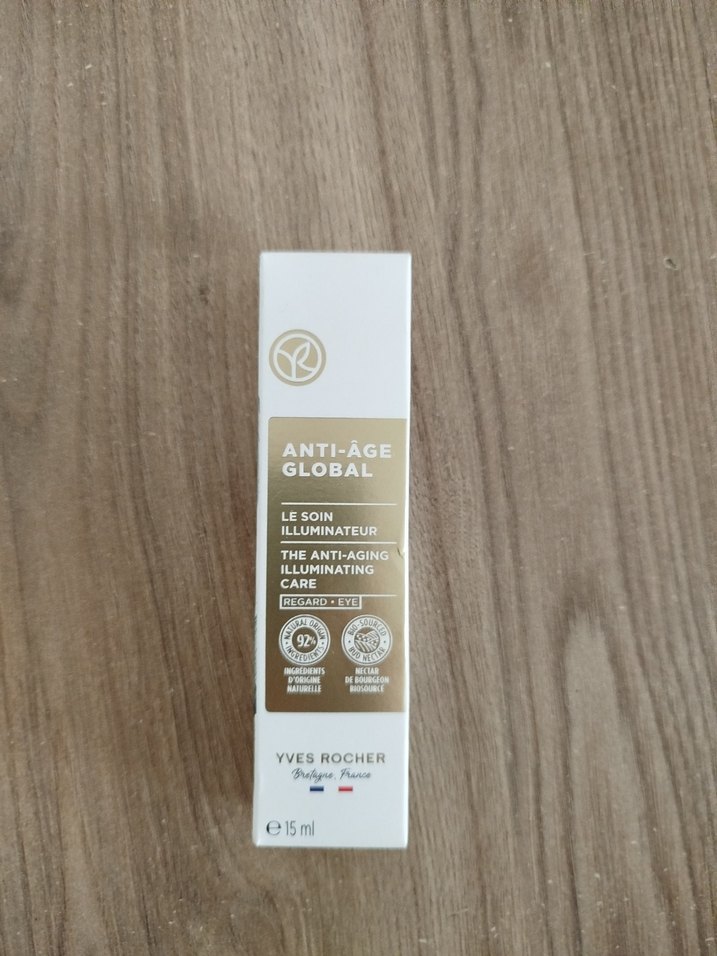 YR
ANTI-ÂGE
GLOBAL
LE SOIN
ILLUMINATEUR
THE ANTI-AGING
ILLUMINATING
CARE
REGARD • EYE
NATURAL ORIGIN
92%
INGREDIENTS
INGRÉDIENTS
D'ORIGINE
NATURELLE
BIO-SOURCED
BUD NECTAR
NECTAR
DE BOURGEON
BIOSOURCÉ
YVES ROCHER
Bretagne, France
℮ 15 ml